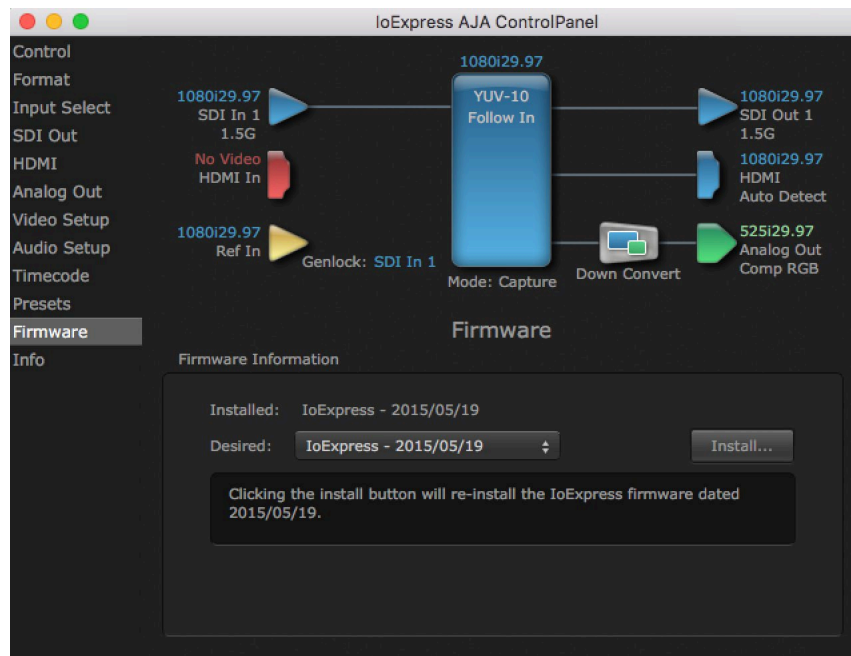 IoExpress AJA ControlPanel
Control
Format
Input Select
SDI Out
HDMI
Analog Out
Video Setup
Audio Setup
Timecode
Presets
Firmware
Info
1080i29.97
SDI In 1
1.5G
No Video
HDMI In
1080i29.97
Ref In
Genlock: SDI In 1
1080i29.97
YUV-10
Follow In
Mode: Capture
Down Convert
1080i29.97
SDI Out 1
1.5G
1080i29.97
HDMI
Auto Detect
525i29.97
Analog Out
Comp RGB
Firmware
Firmware Information
Installed: IoExpress - 2015/05/19
Desired: IoExpress - 2015/05/19
Install...
Clicking the install button will re-install the IoExpress firmware dated
2015/05/19.